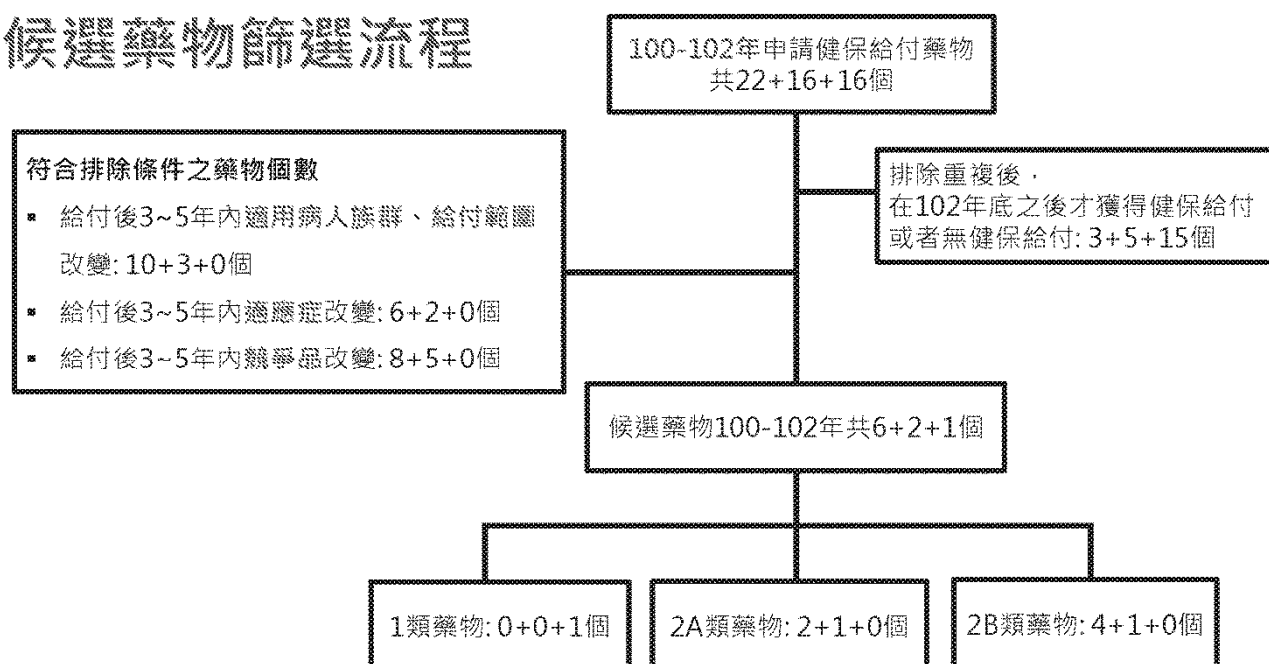 候選藥物篩選流程
100-102年申請健保給付藥物
共22+16+16個
排除重複後，
在102年底之後才獲得健保給付
或者無健保給付: 3+5+15個
符合排除條件之藥物個數
▪ 給付後3~5年內適用病人族群、給付範圍
改變: 10+3+0個
▪ 給付後3~5年內適應症改變: 6+2+0個
▪ 給付後3~5年內競爭品改變: 8+5+0個
候選藥物100-102年共6+2+1個
1類藥物: 0+0+1個
2A類藥物: 2+1+0個
2B類藥物: 4+1+0個